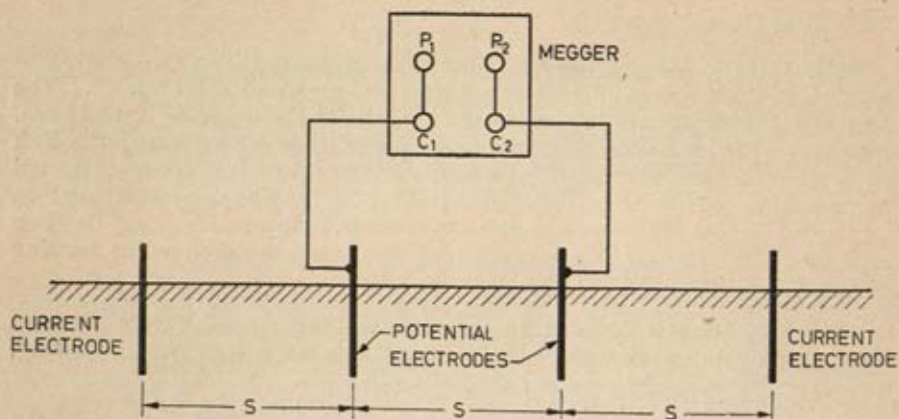 P1 P2
MEGGER
C1 C2
CURRENT
ELECTRODE
POTENTIAL
ELECTRODES
CURRENT
ELECTRODE
S S S